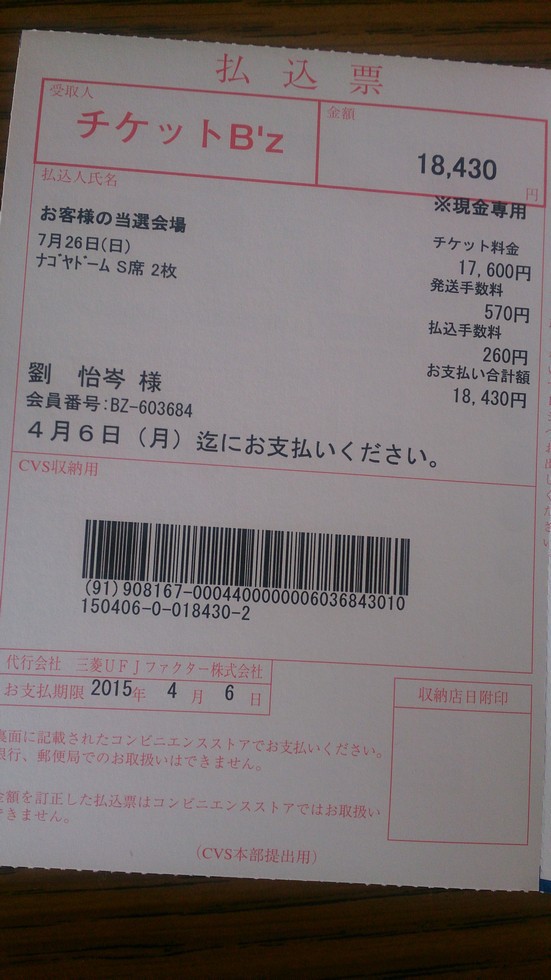 払込票
受取人
チケットB'z
金額
18,430
円
払込人氏名
※現金専用
お客様の当選会場
7月26日(日)
ﾅｺﾞﾔﾄﾞｰﾑ S席 2枚
チケット料金
17,600円
発送手数料
570円
払込手数料
260円
お支払い合計額
18,430円
劉 怡岑 様
会員番号:BZ-603684
4月6日(月)迄にお支払いください。
CVS収納用
(91)908167-0004400000006036843010
150406-0-018430-2
代行会社 三菱UFJファクター株式会社
お支払期限 2015年 4月 6日
収納店日附印
裏面に記載されたコンビニエンスストアでお支払いください。
銀行、郵便局でのお取扱いはできません。
金額を訂正した払込票はコンビニエンスストアではお取扱い
できません。
(CVS本部提出用)